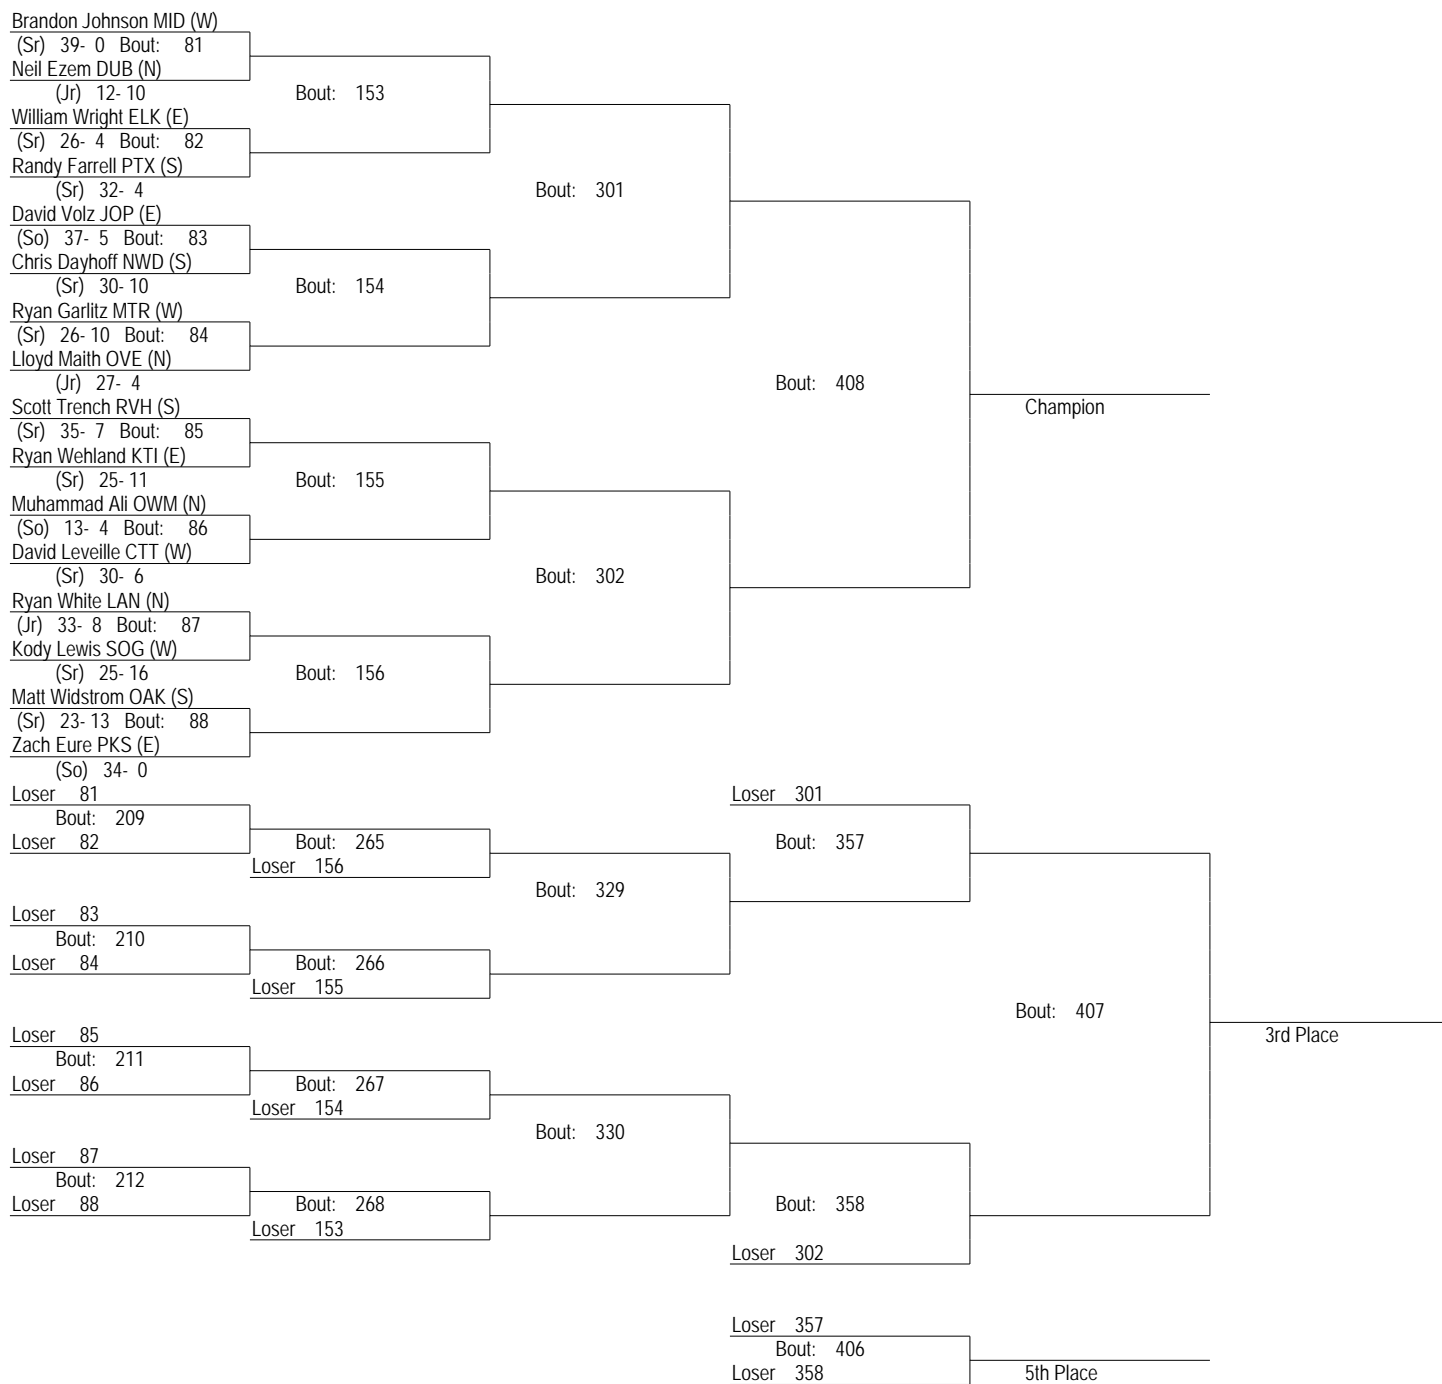 Brandon Johnson MID (W)
(Sr) 39- 0 Bout: 81
Neil Ezem DUB (N)
(Jr) 12- 10 Bout: 153
William Wright ELK (E)
(Sr) 26- 4 Bout: 82
Randy Farrell PTX (S)
(Sr) 32- 4 Bout: 301
David Volz JOP (E)
(So) 37- 5 Bout: 83
Chris Dayhoff NWD (S)
(Sr) 30- 10 Bout: 154
Ryan Garlitz MTR (W)
(Sr) 26- 10 Bout: 84
Lloyd Maith OVE (N)
(Jr) 27- 4 Bout: 408
Scott Trench RVH (S) Champion
(Sr) 35- 7 Bout: 85
Ryan Wehland KTI (E)
(Sr) 25- 11 Bout: 155
Muhammad Ali OWM (N)
(So) 13- 4 Bout: 86
David Leveille CTT (W)
(Sr) 30- 6 Bout: 302
Ryan White LAN (N)
(Jr) 33- 8 Bout: 87
Kody Lewis SOG (W)
(Sr) 25- 16 Bout: 156
Matt Widstrom OAK (S)
(Sr) 23- 13 Bout: 88
Zach Eure PKS (E)
(So) 34- 0
Loser 81 Loser 301
Bout: 209
Loser 82 Bout: 265 Bout: 357
Loser 156
Bout: 329
Loser 83
Bout: 210
Loser 84 Bout: 266
Loser 155
Bout: 407
Loser 85 3rd Place
Bout: 211
Loser 86 Bout: 267
Loser 154
Bout: 330
Loser 87
Bout: 212
Loser 88 Bout: 268 Bout: 358
Loser 153
Loser 302
Loser 357
Bout: 406
Loser 358 5th Place